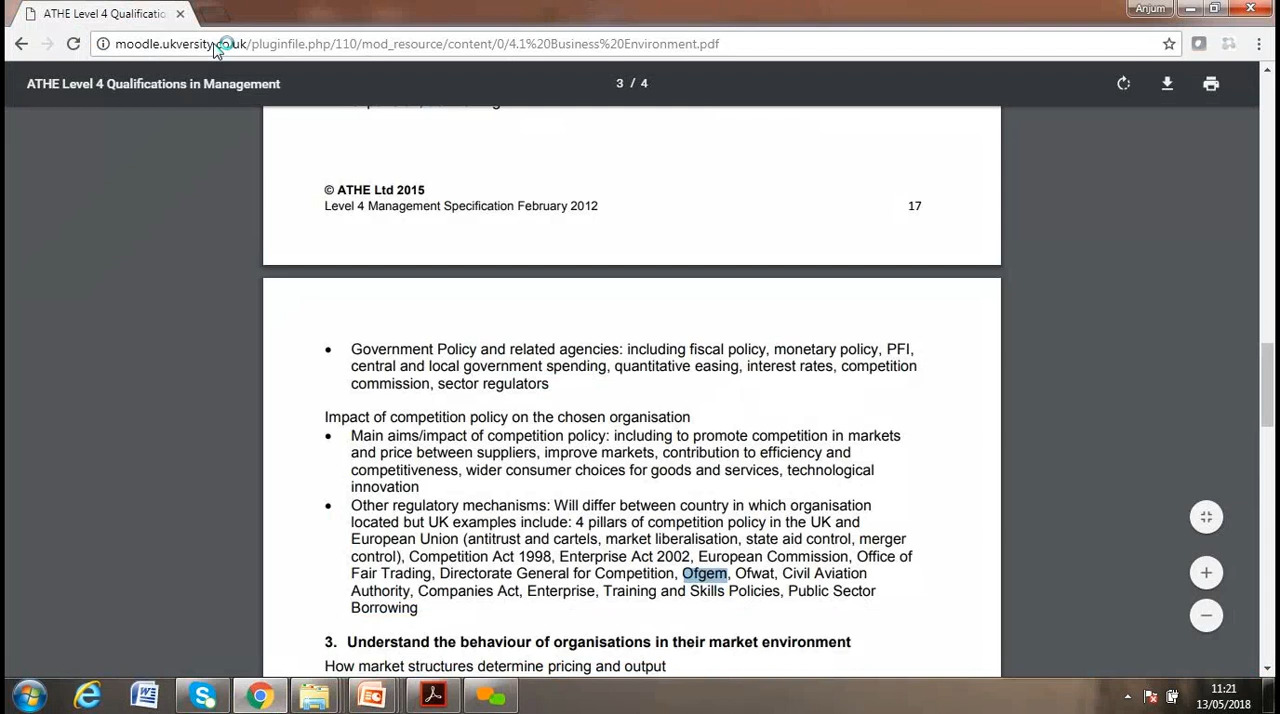 ATHE Level 4 Qualificatio
Anjum
moodle.ukversity.co.uk/pluginfile.php/110/mod_resource/content/0/4.1%20Business%20Environment.pdf
ATHE Level 4 Qualifications in Management
3 / 4
© ATHE Ltd 2015
Level 4 Management Specification February 2012
17
• Government Policy and related agencies: including fiscal policy, monetary policy, PFI,
central and local government spending, quantitative easing, interest rates, competition
commission, sector regulators
Impact of competition policy on the chosen organisation
• Main aims/impact of competition policy: including to promote competition in markets
and price between suppliers, improve markets, contribution to efficiency and
competitiveness, wider consumer choices for goods and services, technological
innovation
• Other regulatory mechanisms: Will differ between country in which organisation
located but UK examples include: 4 pillars of competition policy in the UK and
European Union (antitrust and cartels, market liberalisation, state aid control, merger
control), Competition Act 1998, Enterprise Act 2002, European Commission, Office of
Fair Trading, Directorate General for Competition, Ofgem, Ofwat, Civil Aviation
Authority, Companies Act, Enterprise, Training and Skills Policies, Public Sector
Borrowing
3. Understand the behaviour of organisations in their market environment
How market structures determine pricing and output
11:21
13/05/2018